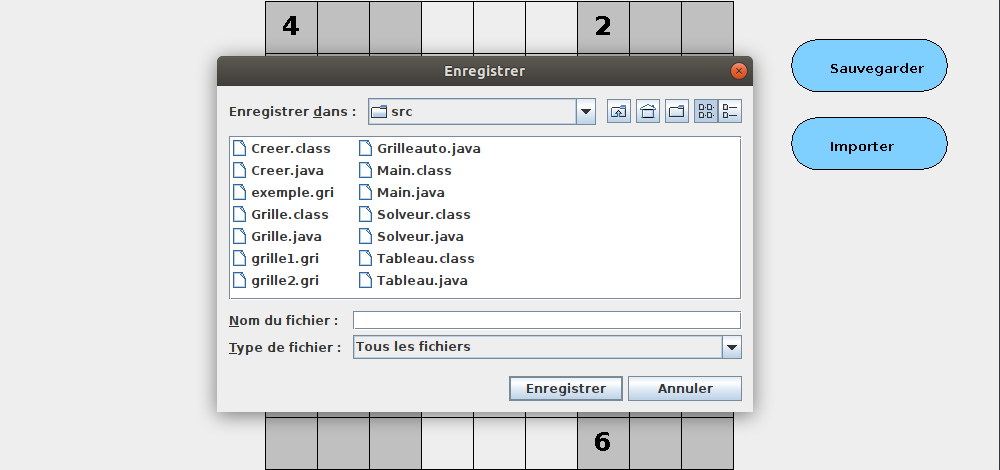 4 2
Enregistrer
Sauvegarder
Enregistrer dans : src
Importer
Creer.class Grilleauto.java
Creer.java Main.class
exemple.gri Main.java
Grille.class Solveur.class
Grille.java Solveur.java
grille1.gri Tableau.class
grille2.gri Tableau.java
Nom du fichier :
Type de fichier : Tous les fichiers
Enregistrer Annuler
6